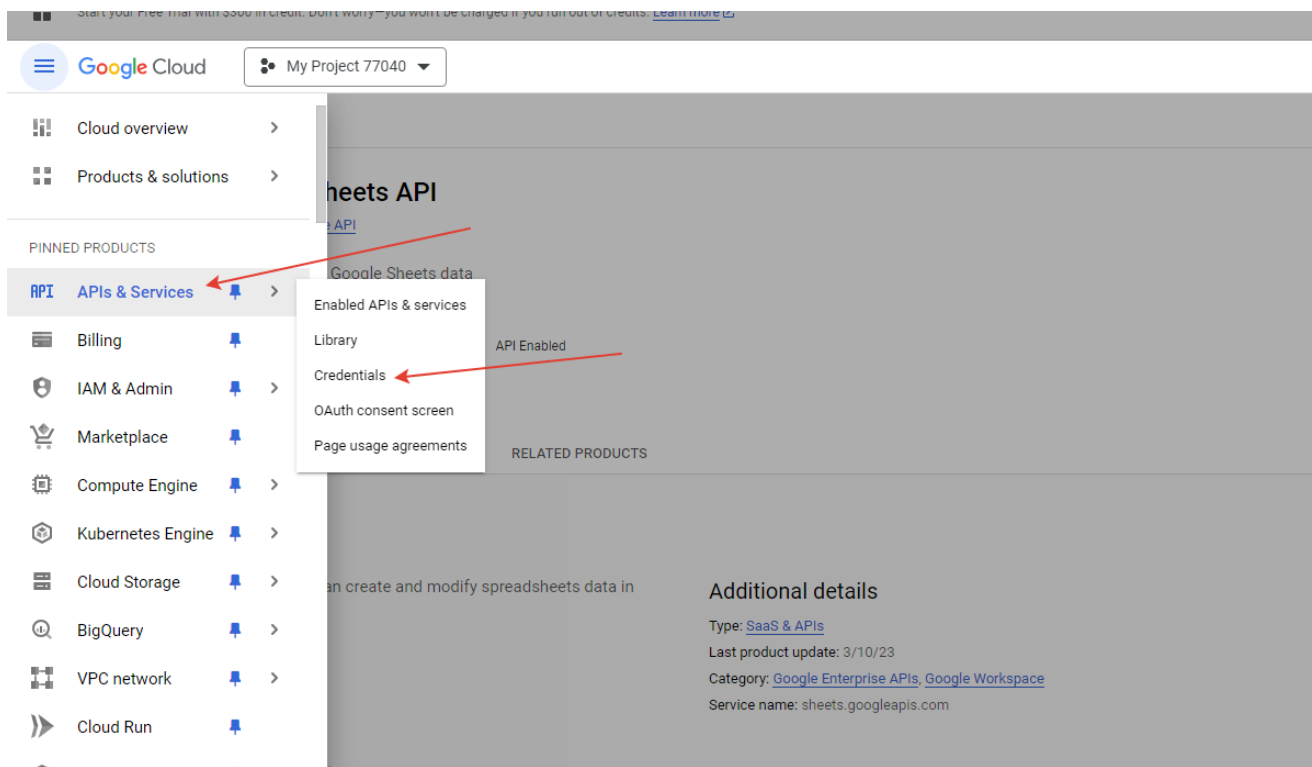 Start your Free Trial with $300 in credit. Don't worry—you won't be charged if you run out of credits. Learn more
Google Cloud
My Project 77040
Cloud overview
Products & solutions
heets API
e API
PINNED PRODUCTS
Google Sheets data
API APIs & Services
Enabled APIs & services
Billing
Library
API Enabled
Credentials
IAM & Admin
OAuth consent screen
Marketplace
Page usage agreements
RELATED PRODUCTS
Compute Engine
Kubernetes Engine
Cloud Storage
an create and modify spreadsheets data in
Additional details
BigQuery
Type: SaaS & APIs
Last product update: 3/10/23
VPC network
Category: Google Enterprise APIs, Google Workspace
Service name: sheets.googleapis.com
Cloud Run